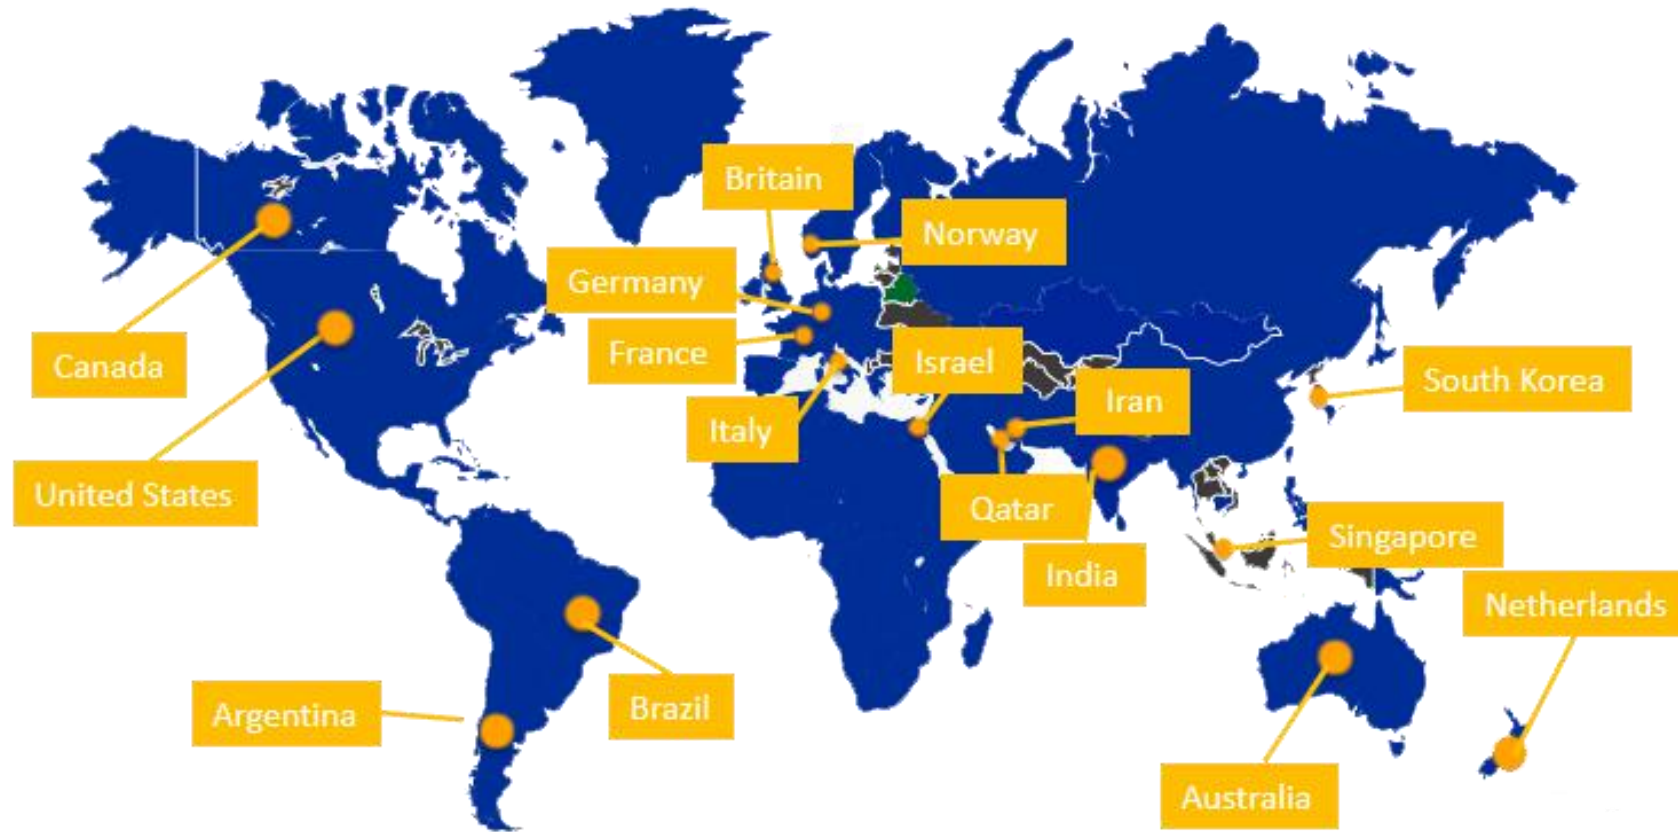 Britain
Norway
Germany
France
Israel
Canada
South Korea
Iran
Italy
United States
Qatar
Singapore
India
Netherlands
Argentina
Brazil
Australia